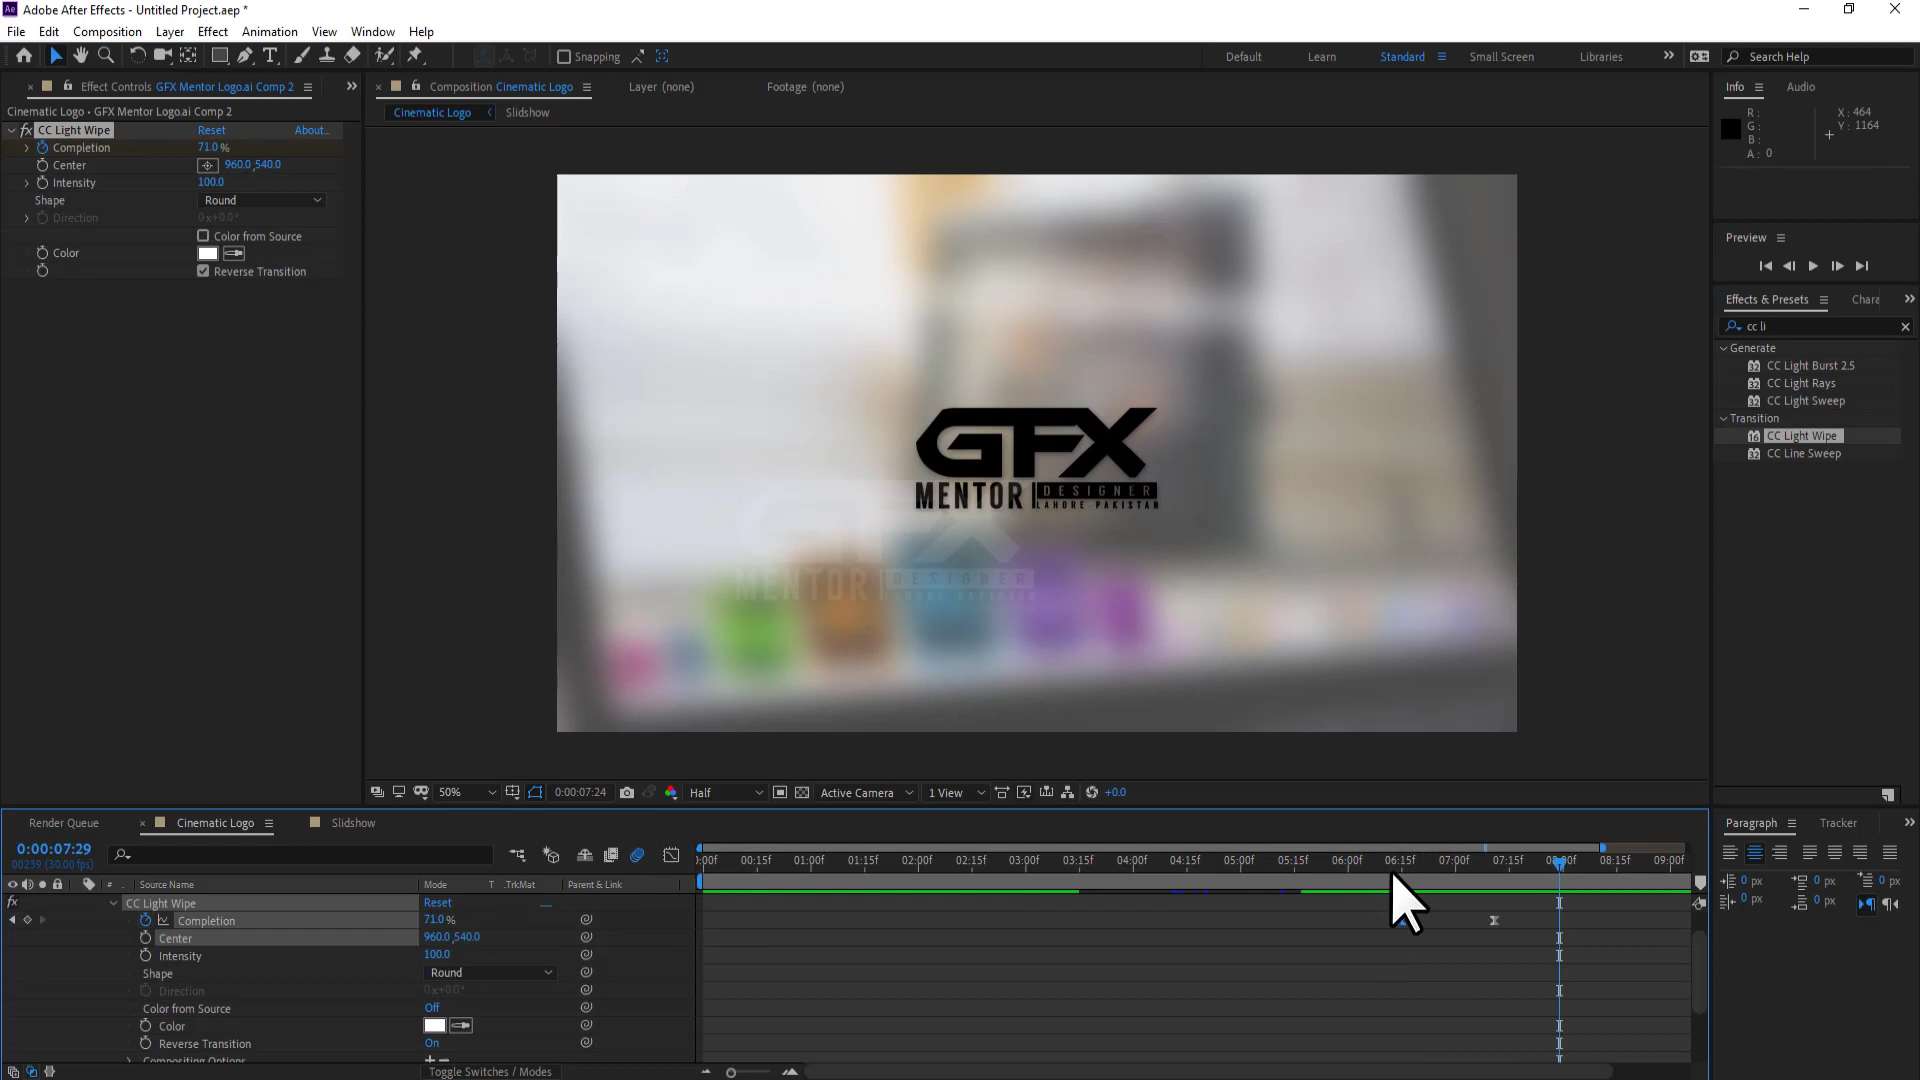 Adobe After Effects - Untitled Project.aep *
File Edit Composition Layer Effect Animation View Window Help
Snapping Default Learn Standard Small Screen Libraries Search Help
Effect Controls GFX Mentor Logo.ai Comp 2
Composition Cinematic Logo Layer (none) Footage (none)
Info Audio
Cinematic Logo • GFX Mentor Logo.ai Comp 2
Cinematic Logo Slideshow
R: X: 464
G: Y: 1164
B:
A: 0
fx CC Light Wipe Reset About...
Completion 71.0 %
Center 960.0,540.0
Intensity 100.0
Shape Round
Direction 0x+0.0°
Color from Source
Color
Reverse Transition
Preview
Effects & Presets Chara
cc li
Generate
CC Light Burst 2.5
CC Light Rays
CC Light Sweep
Transition
CC Light Wipe
CC Line Sweep
GFX
MENTOR DESIGNER
LAHORE PAKISTAN
GFX
MENTOR DESIGNER
50% 0:00:07:24 Half Active Camera 1 View +0.0
Render Queue Cinematic Logo Slideshow
Paragraph Tracker
0:00:07:29
00239 (30.00 fps)
:00f 00:15f 01:00f 01:15f 02:00f 02:15f 03:00f 03:15f 04:00f 04:15f 05:00f 05:15f 06:00f 06:15f 07:00f 07:15f 08:00f 08:15f 09:00f
# Source Name Mode T .TrkMat Parent & Link
0 px 0 px 0 px
0 px 0 px
fx CC Light Wipe Reset
Completion 71.0 %
Center 960.0,540.0
Intensity 100.0
Shape Round
Direction 0x+0.0°
Color from Source Off
Color
Reverse Transition On
Compositing Options + −
Toggle Switches / Modes